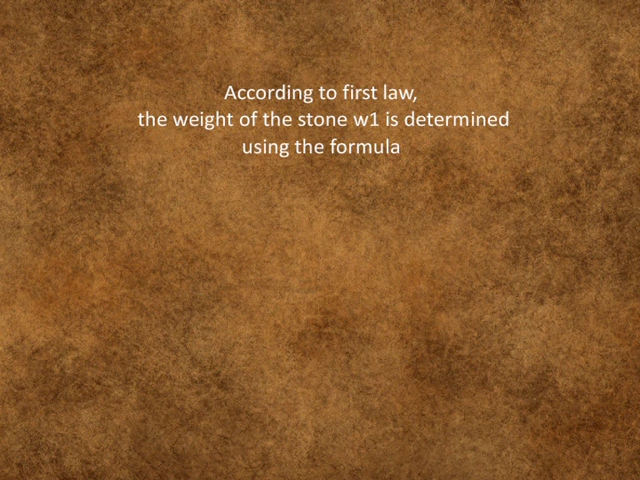 According to first law,
the weight of the stone w1 is determined
using the formula